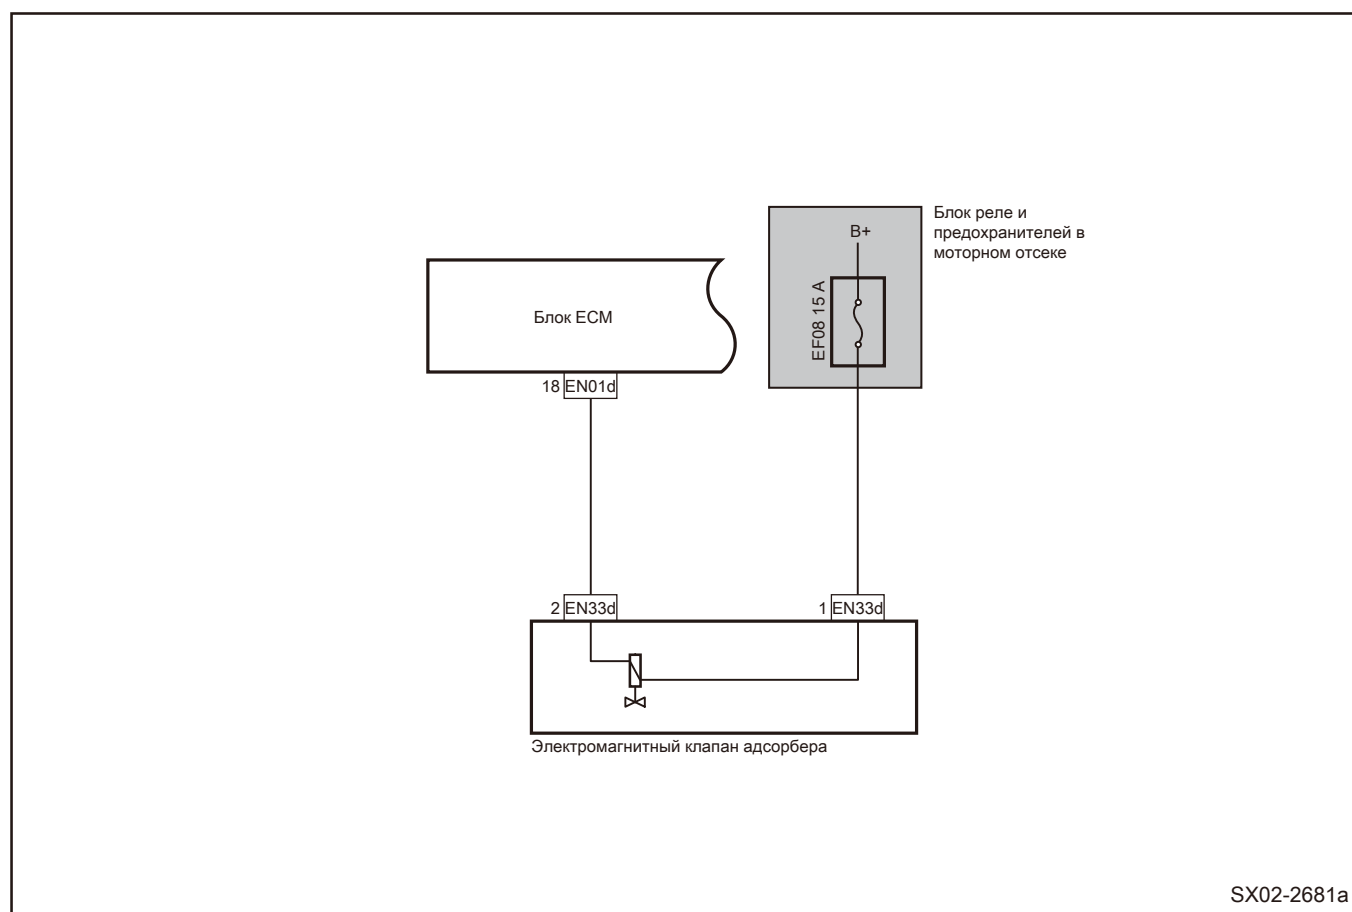 Блок реле и
предохранителей в
моторном отсеке
B+
EF08 15 A
Блок ECM
18 EN01d
2 EN33d
1 EN33d
Электромагнитный клапан адсорбера
SX02-2681a